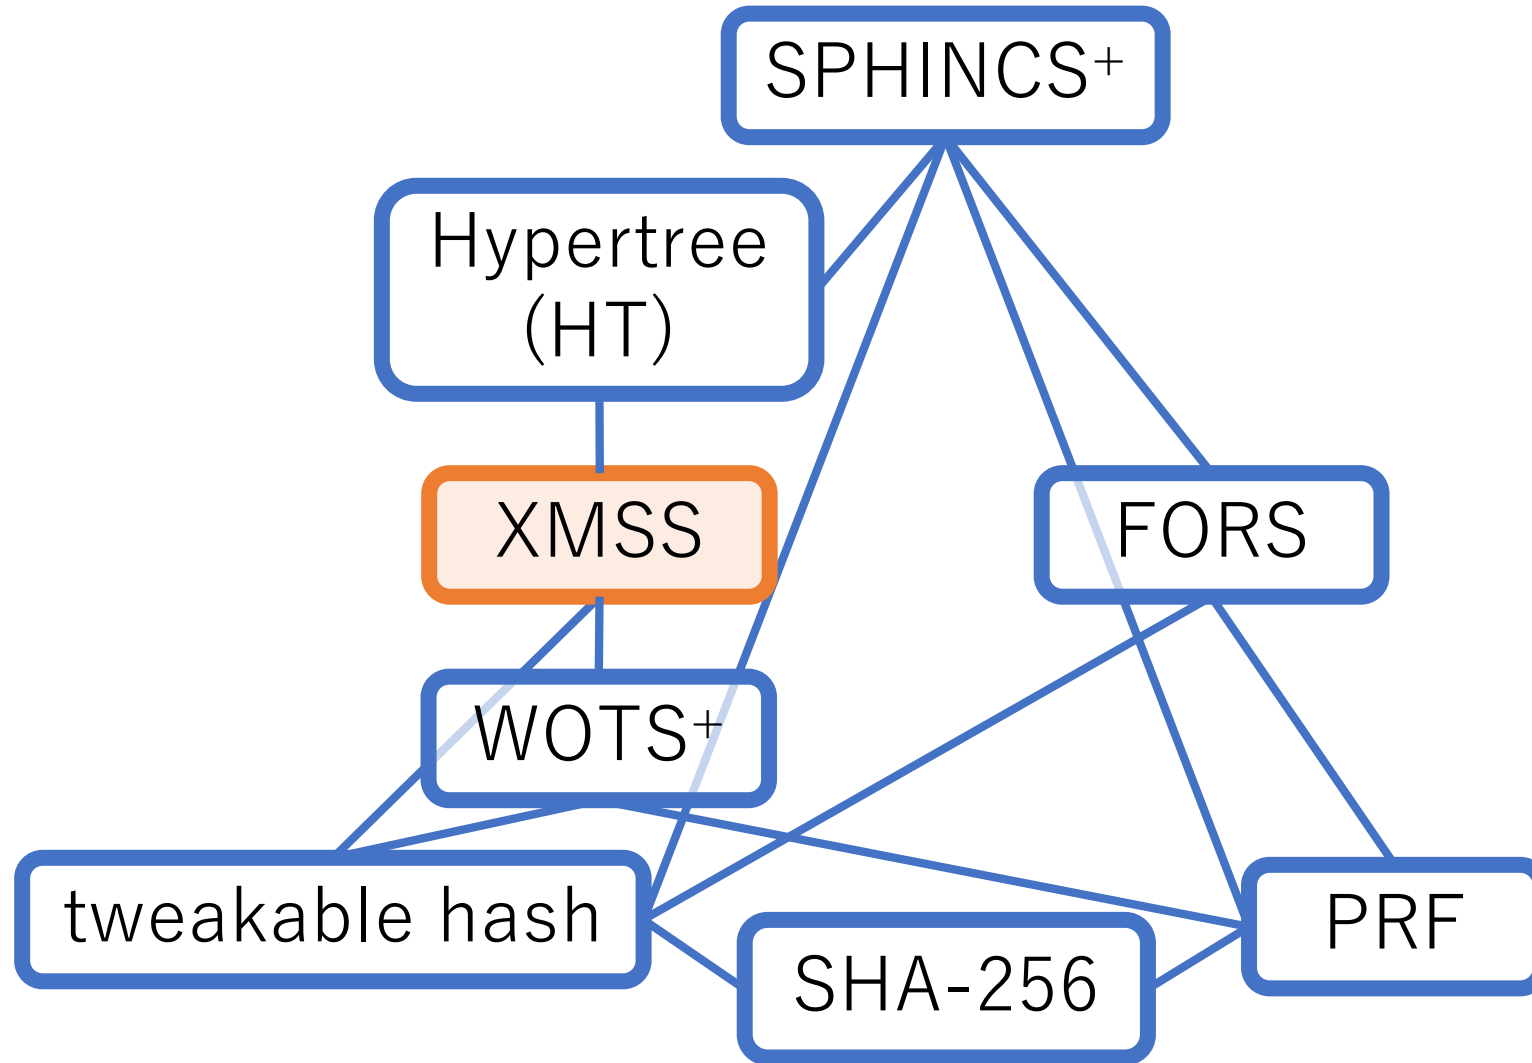 SPHINCS⁺
Hypertree
(HT)
XMSS
FORS
WOTS⁺
tweakable hash
SHA-256
PRF